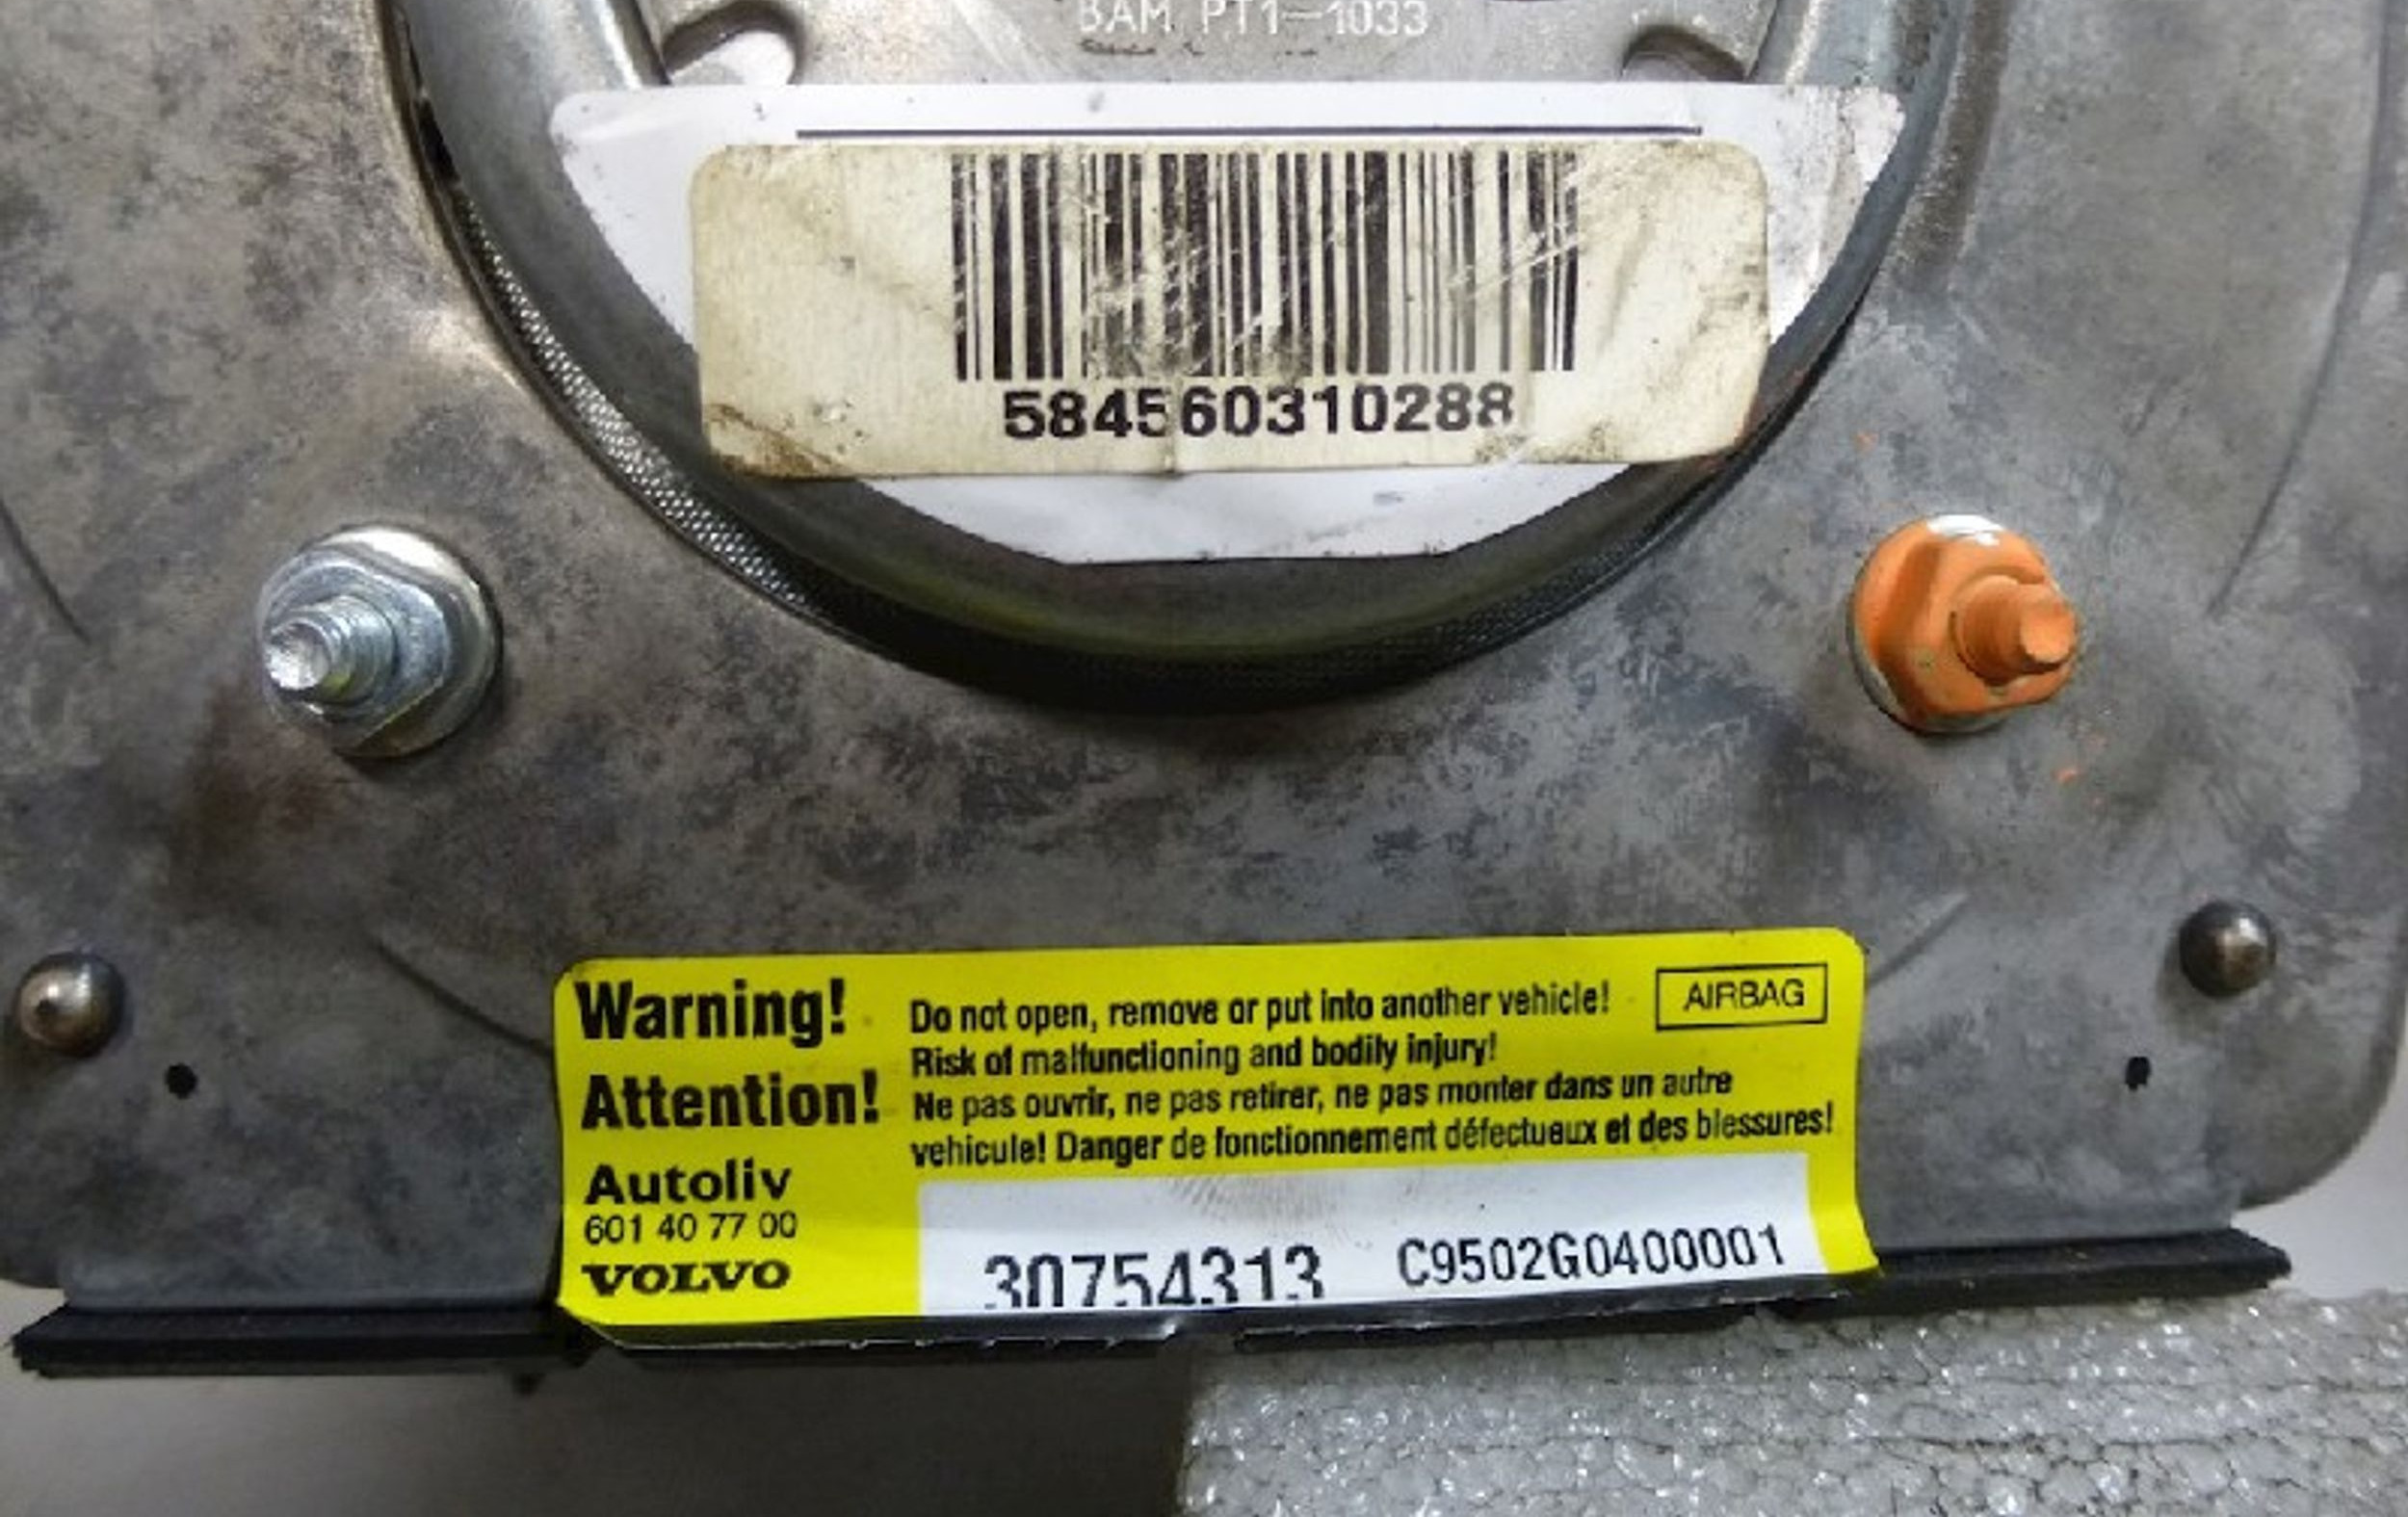 BAM PT1-1033
584560310288
Warning!
Attention!
Autoliv
601 40 77 00
VOLVO
Do not open, remove or put into another vehicle!
AIRBAG
Risk of malfunctioning and bodily injury!
Ne pas ouvrir, ne pas retirer, ne pas monter dans un autre
vehicule! Danger de fonctionnement défectueux et des blessures!
30754313 C9502G0400001